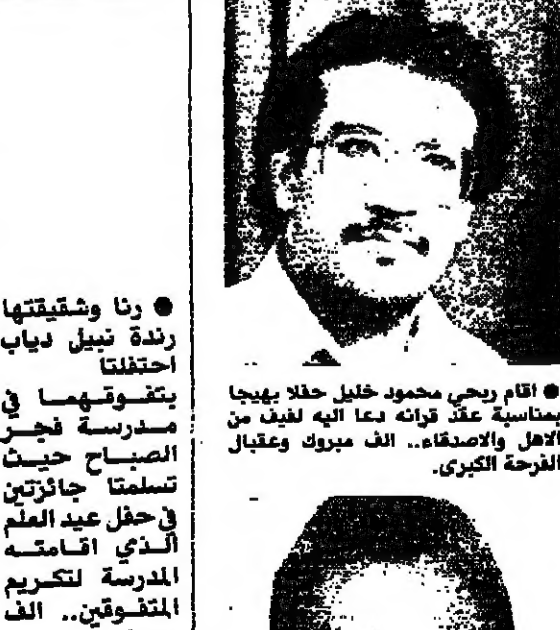 ● اقام ربحي محمود خليل حفلا بهيجا
بمناسبة عقد قرانه دعا اليه لفيف من
الاهل والاصدقاء.. الف مبروك وعقبال
الفرحة الكبرى.
● رنا وشقيقتها
رندة نبيل دياب
احتفلتا
بتفوقهما في
مدرسة فجر
الصباح حيث
تسلمتا جائزتين
في حفل عيد العلم
الذي اقامته
المدرسة لتكريم
المتفوقين.. الف